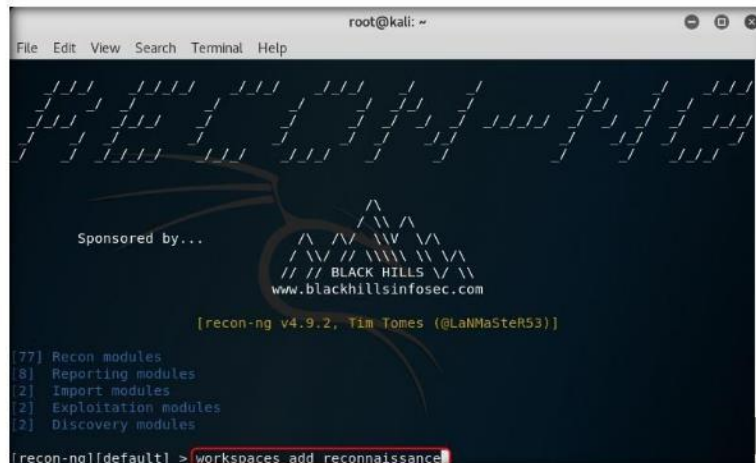 root@kali: ~
File Edit View Search Terminal Help
RECON-NG
Sponsored by...
BLACK HILLS
www.blackhillsinfosec.com
[recon-ng v4.9.2, Tim Tomes (@LaNMaSteR53)]
[77] Recon modules
[8] Reporting modules
[2] Import modules
[2] Exploitation modules
[2] Discovery modules
[recon-ng][default] > workspaces add reconnaissance